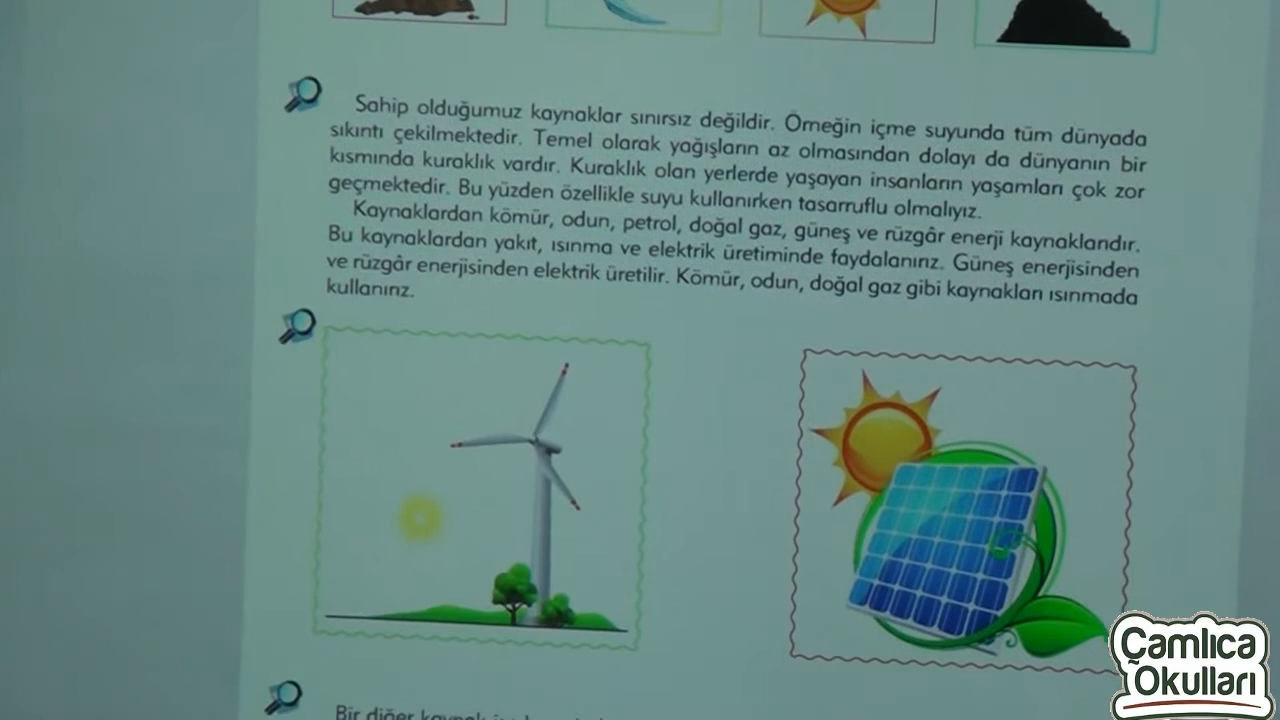 Sahip olduğumuz kaynaklar sınırsız değildir. Örneğin içme suyunda tüm dünyada
sıkıntı çekilmektedir. Temel olarak yağışların az olmasından dolayı da dünyanın bir
kısmında kuraklık vardır. Kuraklık olan yerlerde yaşayan insanların yaşamları çok zor
geçmektedir. Bu yüzden özellikle suyu kullanırken tasarruflu olmalıyız.
Kaynaklardan kömür, odun, petrol, doğal gaz, güneş ve rüzgâr enerji kaynaklarıdır.
Bu kaynaklardan yakıt, ısınma ve elektrik üretiminde faydalanırız. Güneş enerjisinden
ve rüzgâr enerjisinden elektrik üretilir. Kömür, odun, doğal gaz gibi kaynakları ısınmada
kullanırız.
Bir diğer kaynak
Çamlıca
Okulları